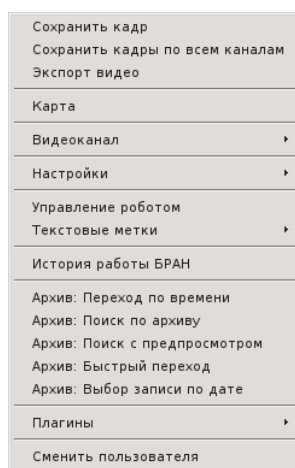 Сохранить кадр
Сохранить кадры по всем каналам
Экспорт видео
Карта
Видеоканал
Настройки
Управление роботом
Текстовые метки
История работы БРАН
Архив: Переход по времени
Архив: Поиск по архиву
Архив: Поиск с предпросмотром
Архив: Быстрый переход
Архив: Выбор записи по дате
Плагины
Сменить пользователя